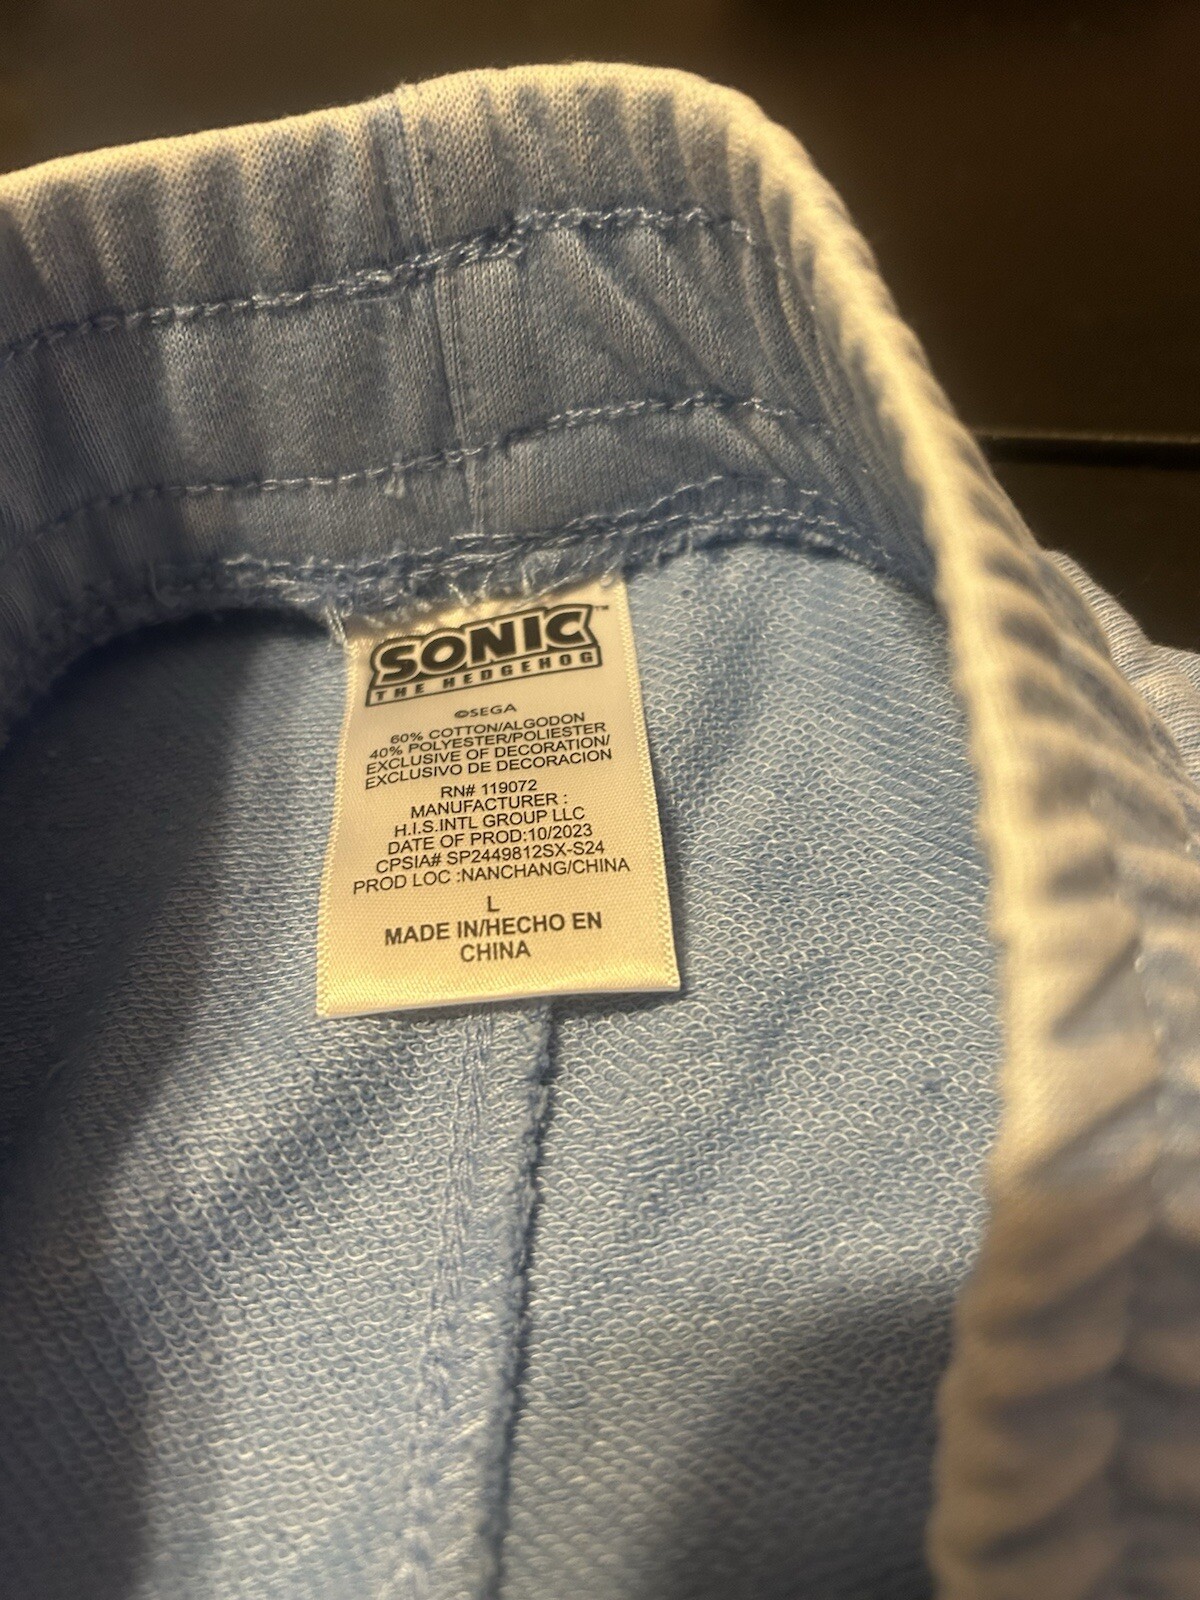 SONIC™
THE HEDGEHOG
©SEGA
60% COTTON/ALGODON
40% POLYESTER/POLIESTER
EXCLUSIVE OF DECORATION/
EXCLUSIVO DE DECORACION
RN# 119072
MANUFACTURER :
H.I.S.INTL GROUP LLC
DATE OF PROD:10/2023
CPSIA# SP2449812SX-S24
PROD LOC :NANCHANG/CHINA
L
MADE IN/HECHO EN
CHINA